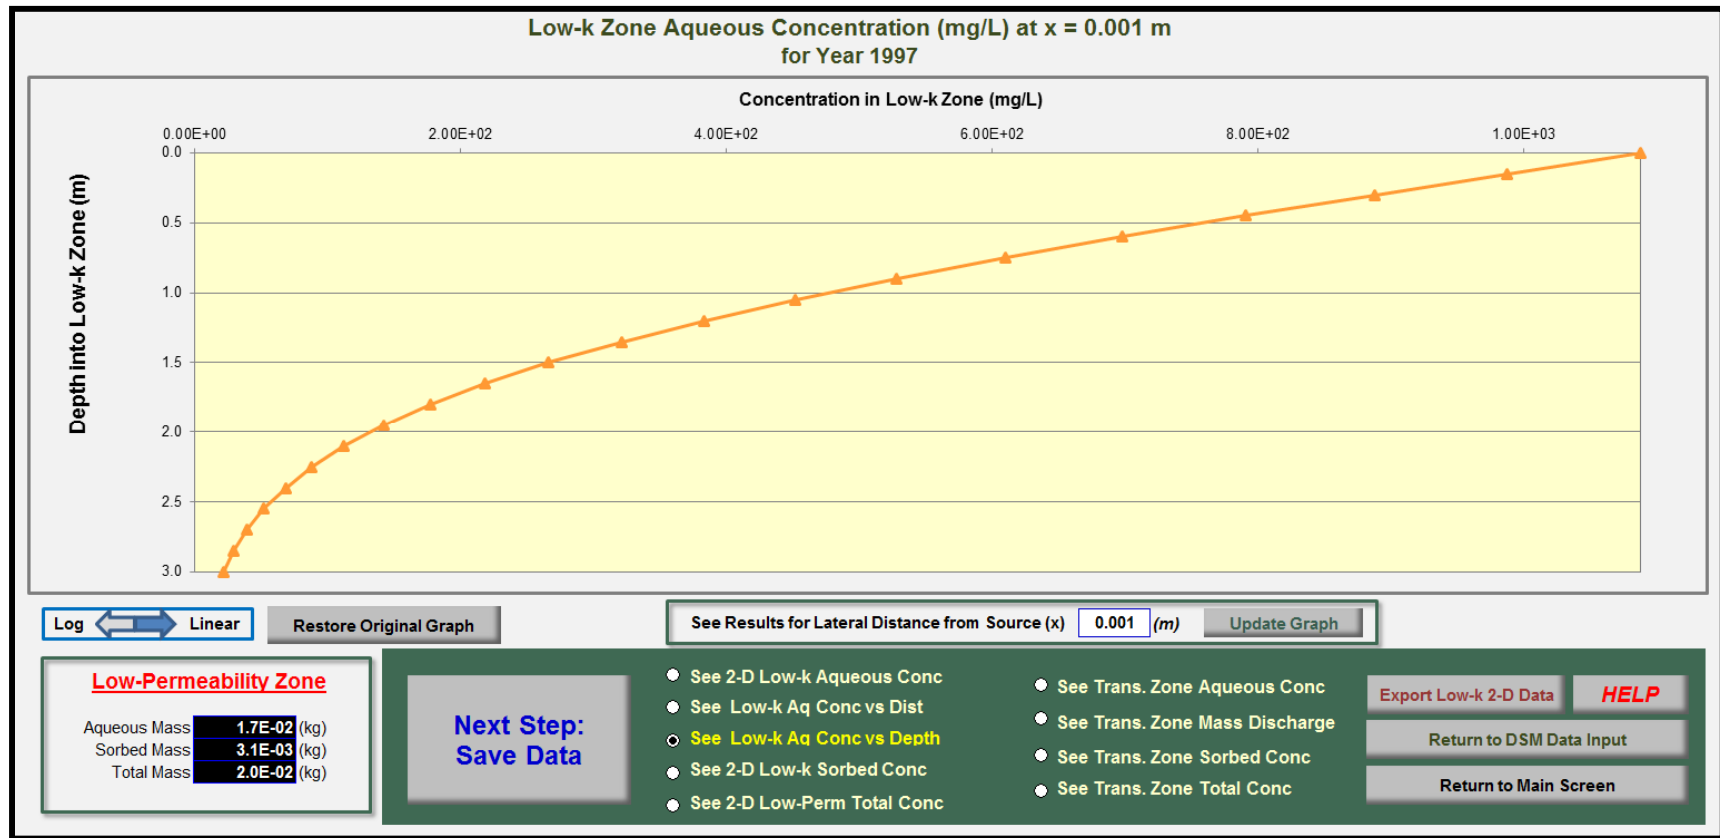 Low-k Zone Aqueous Concentration (mg/L) at x = 0.001 m
for Year 1997
Concentration in Low-k Zone (mg/L)
0.00E+00 2.00E+02 4.00E+02 6.00E+02 8.00E+02 1.00E+03
Depth into Low-k Zone (m)
0.0
0.5
1.0
1.5
2.0
2.5
3.0
Log Linear
Restore Original Graph
See Results for Lateral Distance from Source (x) 0.001 (m) Update Graph
Low-Permeability Zone
Aqueous Mass 1.7E-02 (kg)
Sorbed Mass 3.1E-03 (kg)
Total Mass 2.0E-02 (kg)
Next Step:
Save Data
See 2-D Low-k Aqueous Conc
See Low-k Aq Conc vs Dist
See Low-k Aq Conc vs Depth
See 2-D Low-k Sorbed Conc
See 2-D Low-Perm Total Conc
See Trans. Zone Aqueous Conc
See Trans. Zone Mass Discharge
See Trans. Zone Sorbed Conc
See Trans. Zone Total Conc
Export Low-k 2-D Data
HELP
Return to DSM Data Input
Return to Main Screen